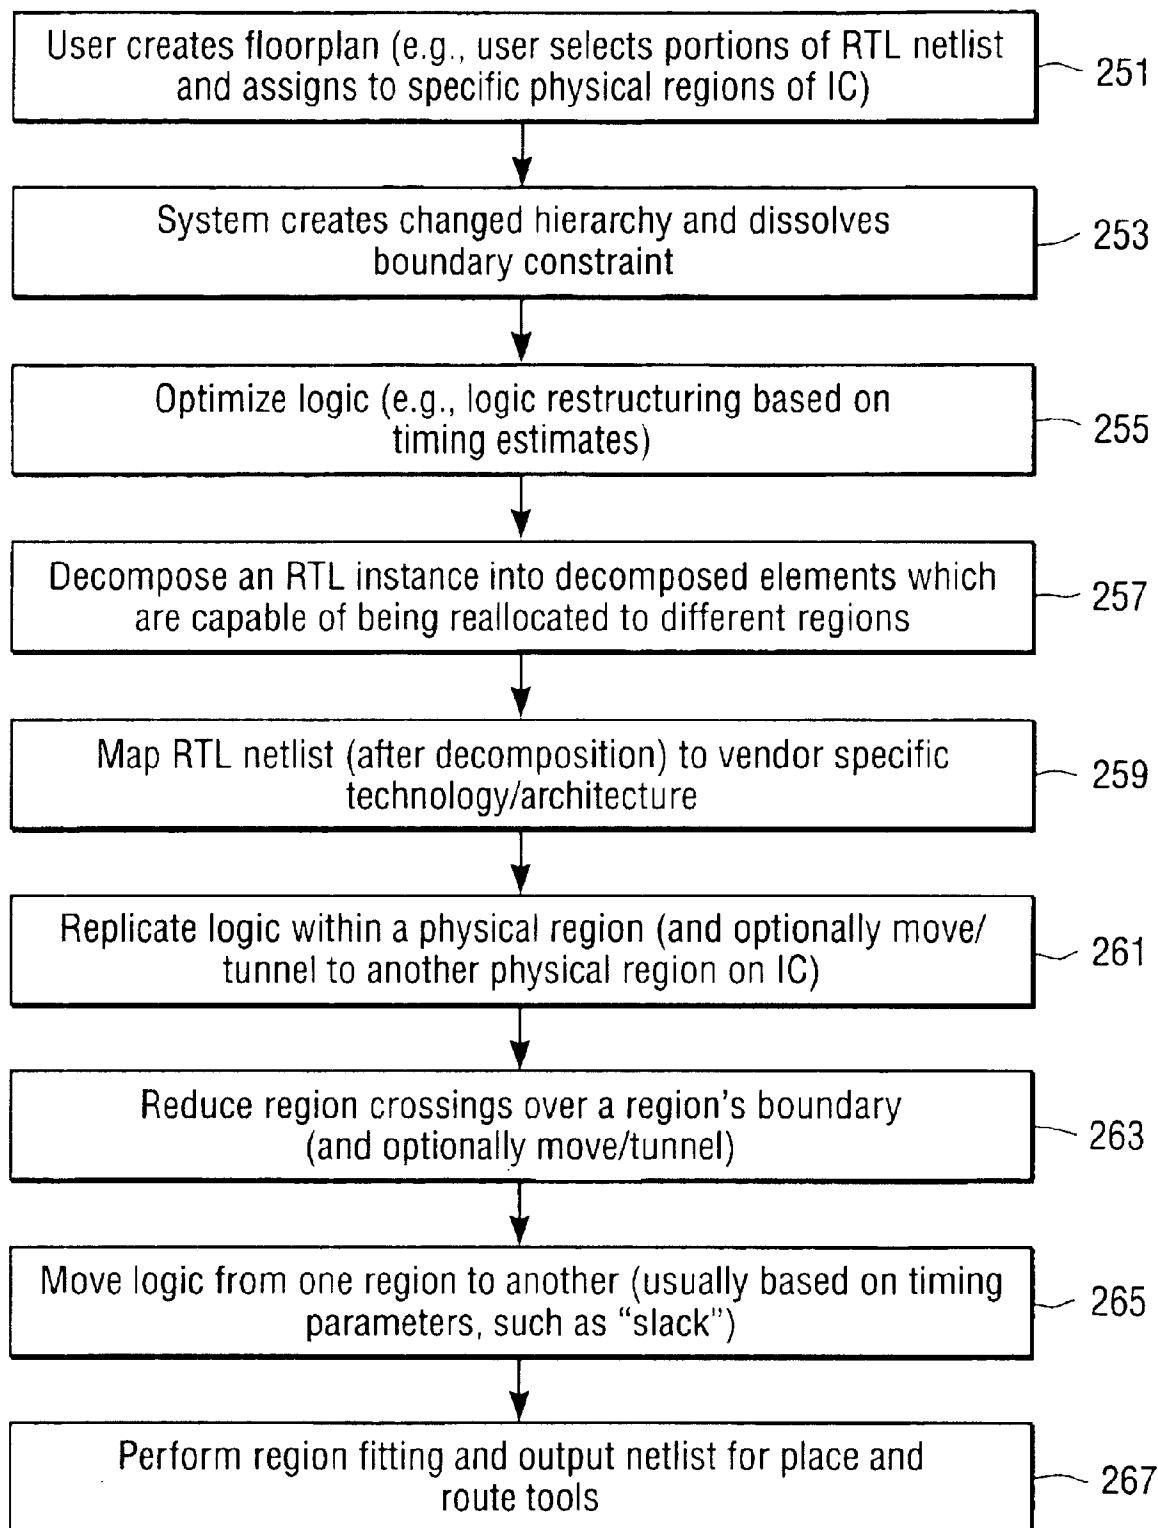 User creates floorplan (e.g., user selects portions of RTL netlist
and assigns to specific physical regions of IC)
251
System creates changed hierarchy and dissolves
boundary constraint
253
Optimize logic (e.g., logic restructuring based on
timing estimates)
255
Decompose an RTL instance into decomposed elements which
are capable of being reallocated to different regions
257
Map RTL netlist (after decomposition) to vendor specific
technology/architecture
259
Replicate logic within a physical region (and optionally move/
tunnel to another physical region on IC)
261
Reduce region crossings over a region's boundary
(and optionally move/tunnel)
263
Move logic from one region to another (usually based on timing
parameters, such as “slack”)
265
Perform region fitting and output netlist for place and
route tools
267